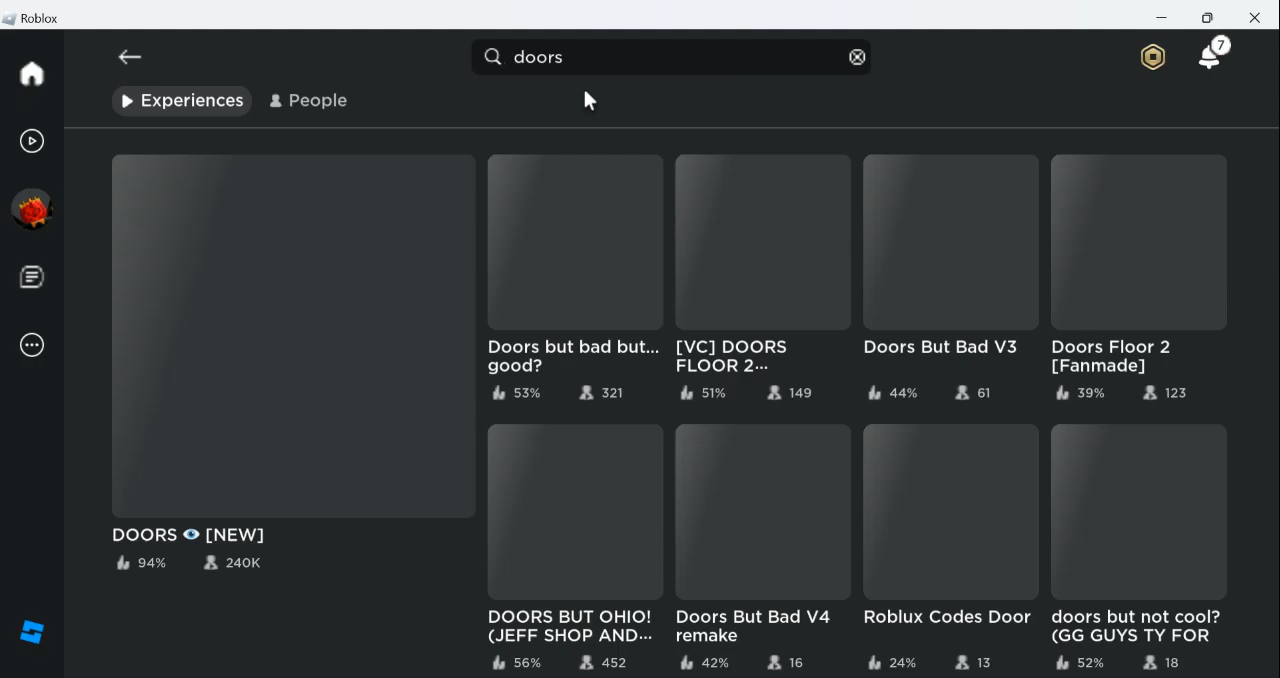 Roblox
doors
7
Experiences
People
DOORS 👁 [NEW]
94% 240K
Doors but bad but...
good?
53% 321
[VC] DOORS
FLOOR 2...
51% 149
Doors But Bad V3
44% 61
Doors Floor 2
[Fanmade]
39% 123
DOORS BUT OHIO!
(JEFF SHOP AND...
56% 452
Doors But Bad V4
remake
42% 16
Roblux Codes Door
24% 13
doors but not cool?
(GG GUYS TY FOR
52% 18